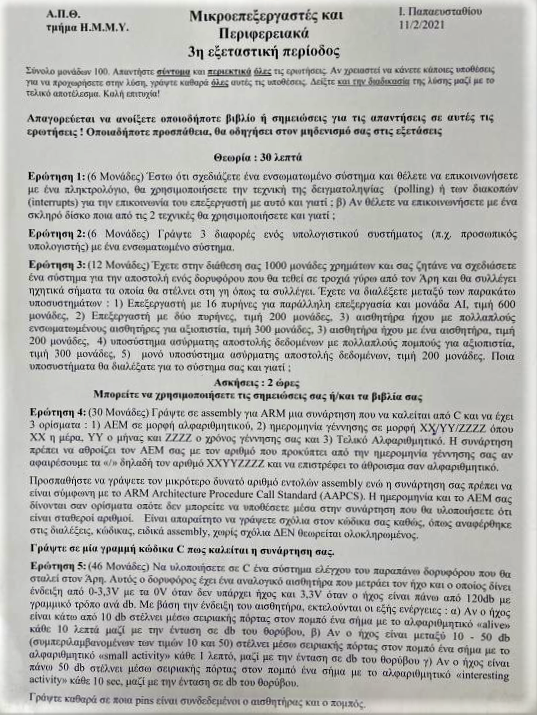 Α.Π.Θ.
τμήμα Η.Μ.Μ.Υ.
Μικροεπεξεργαστές και
Περιφερειακά
3η εξεταστική περίοδος
Ι. Παπαευσταθίου
11/2/2021
Σύνολο μονάδων 100. Απαντήστε σύντομα και περιεκτικά όλες τις ερωτήσεις. Αν χρειαστεί να κάνετε κάποιες υποθέσεις
για να προχωρήσετε στην λύση, γράψτε καθαρά όλες αυτές τις υποθέσεις. Δείξτε και την διαδικασία της λύσης μαζί με το
τελικό αποτέλεσμα. Καλή επιτυχία!
Απαγορεύεται να ανοίξετε οποιοδήποτε βιβλίο ή σημειώσεις για τις απαντήσεις σε αυτές τις
ερωτήσεις ! Οποιαδήποτε προσπάθεια, θα οδηγήσει στον μηδενισμό σας στις εξετάσεις
Θεωρία : 30 λεπτά
Ερώτηση 1: (6 Μονάδες) Έστω ότι σχεδιάζετε ένα ενσωματωμένο σύστημα και θέλετε να επικοινωνήσετε
με ένα πληκτρολόγιο, θα χρησιμοποιήσετε την τεχνική της δειγματοληψίας (polling) ή των διακοπών
(interrupts) για την επικοινωνία του επεξεργαστή με αυτό και γιατί ; β) Αν θέλατε να επικοινωνήσετε με ένα
σκληρό δίσκο ποια από τις 2 τεχνικές θα χρησιμοποιήσετε και γιατί ;
Ερώτηση 2: (6 Μονάδες) Γράψτε 3 διαφορές ενός υπολογιστικού συστήματος (π.χ. προσωπικός
υπολογιστής) με ένα ενσωματωμένο σύστημα.
Ερώτηση 3: (12 Μονάδες) Έχετε στην διάθεση σας 1000 μονάδες χρημάτων και σας ζητάνε να σχεδιάσετε
ένα σύστημα για την αποστολή ενός δορυφόρου που θα τεθεί σε τροχιά γύρω από τον Άρη και θα συλλέγει
ηχητικά σήματα τα οποία θα στέλνει στη γη όπως τα συλλέγει. Έχετε να διαλέξετε μεταξύ των παρακάτω
υποσυστημάτων : 1) Επεξεργαστή με 16 πυρήνες για παράλληλη επεξεργασία και μονάδα AI, τιμή 600
μονάδες, 2) Επεξεργαστή με δύο πυρήνες, τιμή 200 μονάδες, 3) αισθητήρα ήχου με πολλαπλούς
ενσωματωμένους αισθητήρες για αξιοπιστία, τιμή 300 μονάδες, 3) αισθητήρα ήχου με ένα αισθητήρα, τιμή
200 μονάδες, 4) υποσύστημα ασύρματης αποστολής δεδομένων με πολλαπλούς πομπούς για αξιοπιστία,
τιμή 300 μονάδες, 5) μονό υποσύστημα ασύρματης αποστολής δεδομένων, τιμή 200 μονάδες. Ποια
υποσυστήματα θα διαλέξατε για το σύστημα σας και γιατί ;
Ασκήσεις : 2 ώρες
Μπορείτε να χρησιμοποιήσετε τις σημειώσεις σας ή/και τα βιβλία σας
Ερώτηση 4: (30 Μονάδες) Γράψτε σε assembly για ARM μια συνάρτηση που να καλείται από C και να έχει
3 ορίσματα : 1) ΑΕΜ σε μορφή αλφαριθμητικού, 2) ημερομηνία γέννησης σε μορφή XX/YY/ZZZZ όπου
XX η μέρα, YY ο μήνας και ZZZZ ο χρόνος γέννησης σας και 3) Τελικό Αλφαριθμητικό. Η συνάρτηση
πρέπει να αθροίζει τον ΑΕΜ σας με τον αριθμό που προκύπτει από την ημερομηνία γέννησης σας αν
αφαιρέσουμε τα «/» δηλαδή τον αριθμό XXYYZZZZ και να επιστρέφει το άθροισμα σαν αλφαριθμητικό.
Προσπαθήστε να γράψετε τον μικρότερο δυνατό αριθμό εντολών assembly ενώ η συνάρτηση σας πρέπει να
είναι σύμφωνη με το ARM Architecture Procedure Call Standard (AAPCS). Η ημερομηνία και το ΑΕΜ σας
δίνονται σαν ορίσματα οπότε δεν μπορείτε να υποθέσετε μέσα στην συνάρτηση που θα υλοποιήσετε ότι
είναι σταθεροί αριθμοί. Είναι απαραίτητο να γράψετε σχόλια στον κώδικα σας καθώς, όπως αναφέρθηκε
στις διαλέξεις, κώδικας, ειδικά assembly, χωρίς σχόλια ΔΕΝ θεωρείται ολοκληρωμένος.
Γράψτε σε μία γραμμή κώδικα C πως καλείται η συνάρτηση σας.
Ερώτηση 5: (46 Μονάδες) Να υλοποιήσετε σε C ένα σύστημα ελέγχου του παραπάνω δορυφόρου που θα
σταλεί στον Άρη. Αυτός ο δορυφόρος έχει ένα αναλογικό αισθητήρα που μετράει τον ήχο και ο οποίος δίνει
ένδειξη από 0-3,3V με τα 0V όταν δεν υπάρχει ήχος και 3,3V όταν ο ήχος είναι πάνω από 120db με
γραμμικό τρόπο ανά db. Με βάση την ένδειξη του αισθητήρα, εκτελούνται οι εξής ενέργειες : α) Αν ο ήχος
είναι κάτω από 10 db στέλνει μέσω σειριακής πόρτας στον πομπό ένα σήμα με το αλφαριθμητικό «alive»
κάθε 10 λεπτά μαζί με την ένταση σε db του θορύβου, β) Αν ο ήχος είναι μεταξύ 10 - 50 db
(συμπεριλαμβανομένων των τιμών 10 και 50) στέλνει μέσω σειριακής πόρτας στον πομπό ένα σήμα με το
αλφαριθμητικό «small activity» κάθε 1 λεπτό, μαζί με την ένταση σε db του θορύβου γ) Αν ο ήχος είναι
πάνω 50 db στέλνει μέσω σειριακής πόρτας στον πομπό ένα σήμα με το αλφαριθμητικό «interesting
activity» κάθε 10 sec, μαζί με την ένταση σε db του θορύβου.
Γράψτε καθαρά σε ποια pins είναι συνδεδεμένοι ο αισθητήρας και ο πομπός.